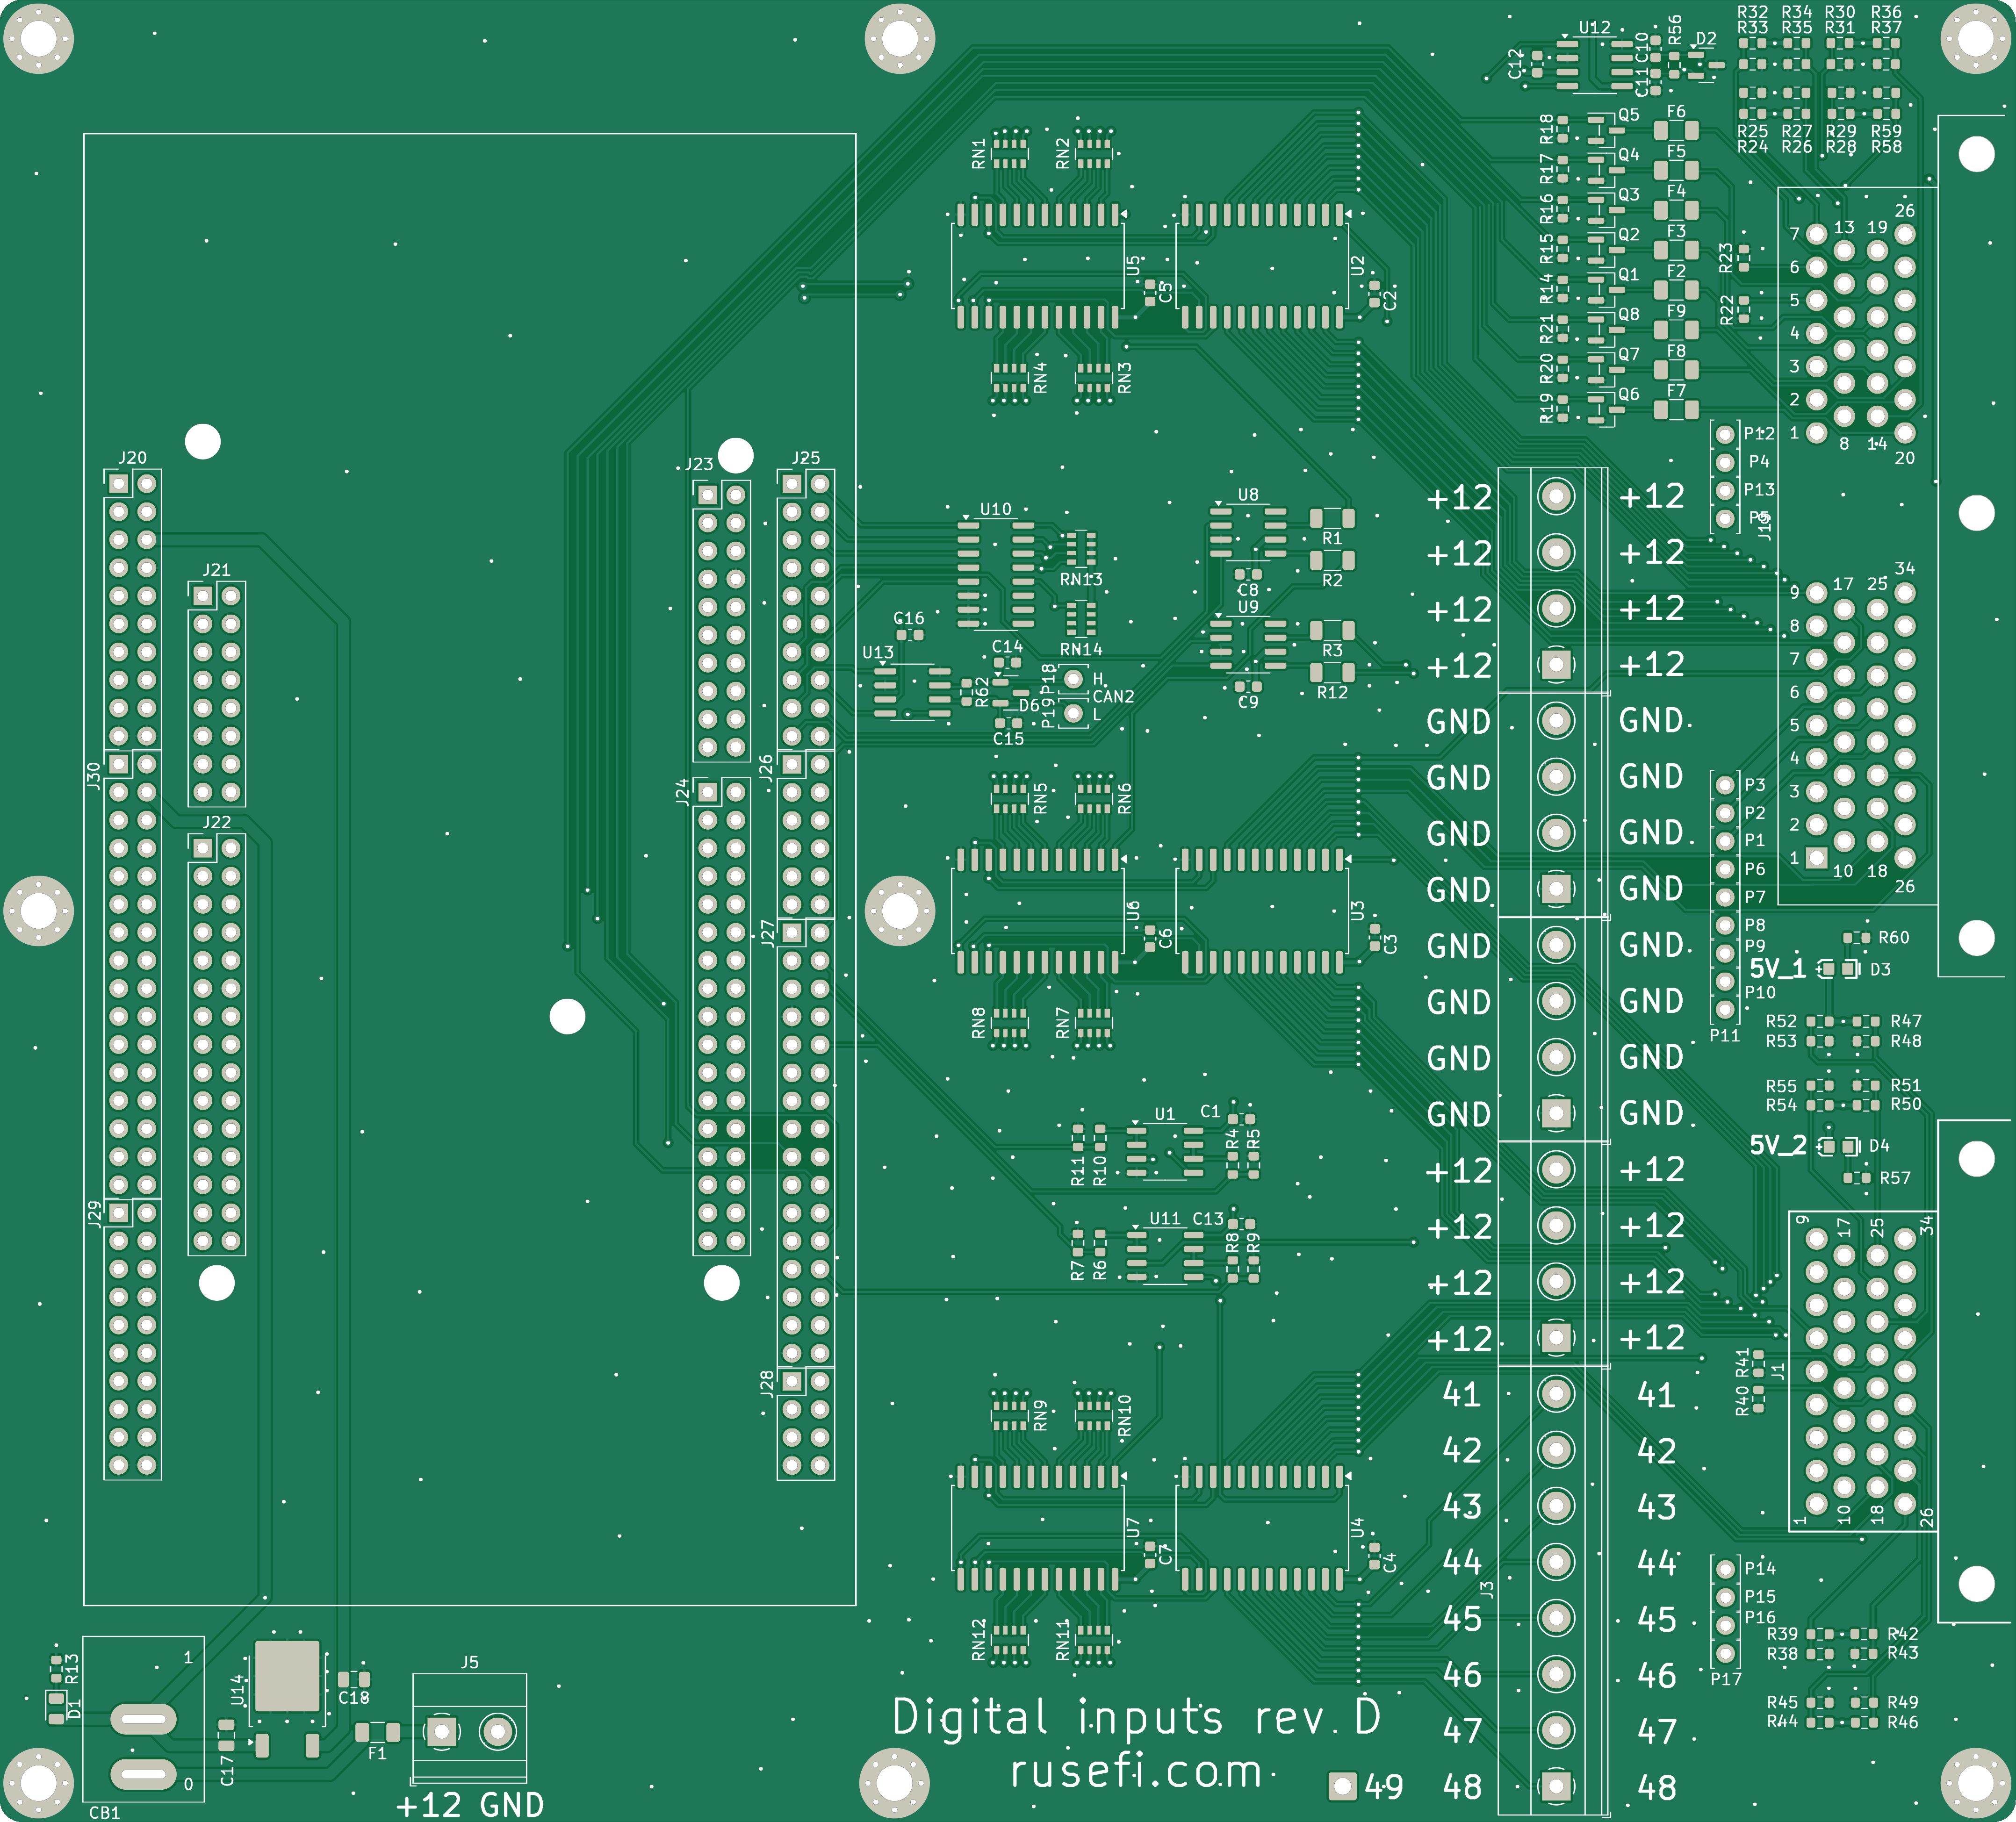 R32 R34 R30 R36
R33 R35 R31 R37
U12
C10
R56
D2
C12
C11
R25 R27 R29 R59
R24 R26 R28 R58
Q5 F6
R18
Q4 F5
R17
Q3 F4
R16
Q2 F3
R15
Q1 F2
R14
Q8 F9
R21
Q7 F8
R20
Q6 F7
R19
R23
R22
RN1 RN2
U5 C5 U2 C2
RN4 RN3
26
7 13 19
6
5
4
3
2
1 8 14 20
P12
P4
P13
P5
J19
J20 J23 J25
J21
U10
RN13
RN14
U8
R1
R2
C8
U9
R3
R12
C9
C16
U13
R62
C14
D6
C15
P18 H
CAN2
P19 L
J30 J24 J26
J22
J27
J29
J28
+12 +12
+12 +12
+12 +12
+12 +12
GND GND
GND GND
GND GND
GND GND
GND GND
GND GND
GND GND
GND GND
+12 +12
+12 +12
+12 +12
+12 +12
41 41
42 42
43 43
44 44
45 45
46 46
47 47
48 48
J3
34
9 17 25
8
7
6
5
4
3
2
1 10 18 26
P3
P2
P1
P6
P7
P8
P9
P10
P11
R60
5V_1 + D3
R52 R47
R53 R48
R55 R51
R54 R50
5V_2 + D4
R57
RN5 RN6
U6 C6 U3 C3
RN8 RN7
U1 C1
R11 R10 R4 R5
U11 C13
R7 R6 R8 R9
9 17 25 34
R41
R40
J1
1 10 18 26
RN9 RN10
U7 C7 U4 C4
RN12 RN11
P14
P15
P16
P17
R39 R42
R38 R43
R45 R49
R44 R46
R13
D1
1
0
CB1
U14
C17
C18
F1
J5
+12 GND
Digital inputs rev.D
rusefi.com
49